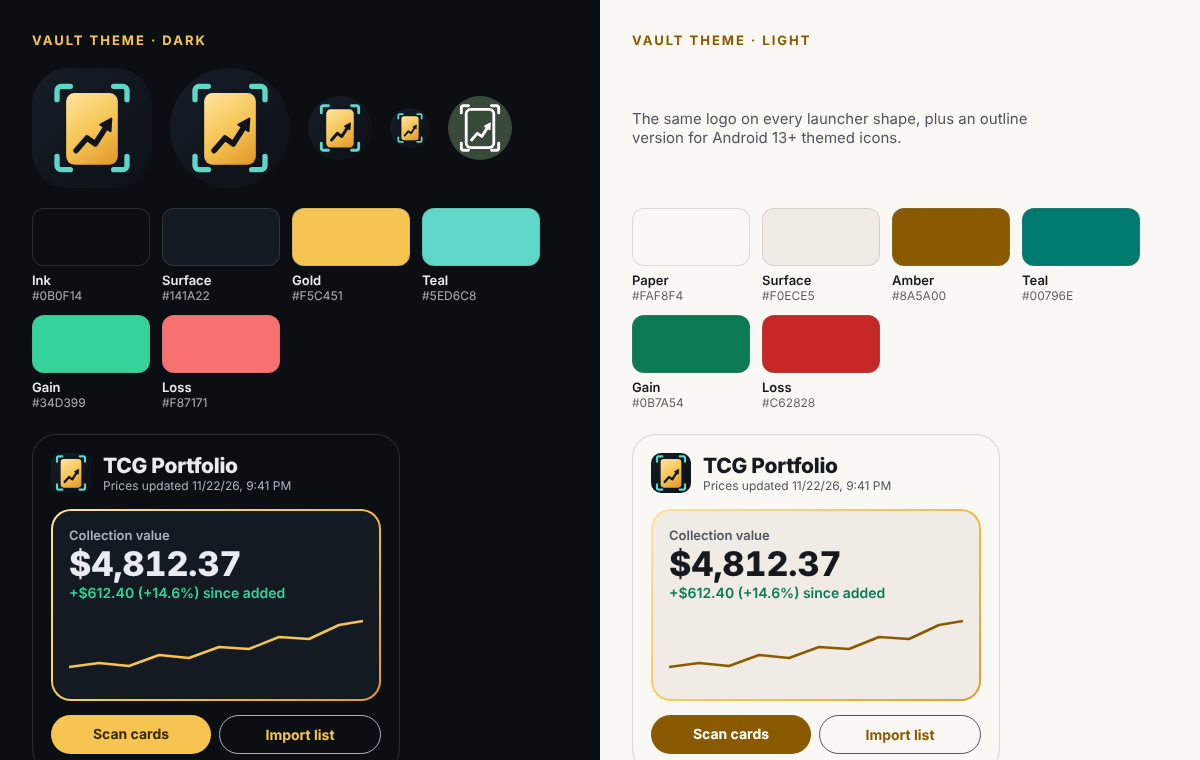 VAULT THEME · DARK
Ink
#0B0F14
Surface
#141A22
Gold
#F5C451
Teal
#5ED6C8
Gain
#34D399
Loss
#F87171
TCG Portfolio
Prices updated 11/22/26, 9:41 PM
Collection value
$4,812.37
+$612.40 (+14.6%) since added
Scan cards
Import list
VAULT THEME · LIGHT
The same logo on every launcher shape, plus an outline
version for Android 13+ themed icons.
Paper
#FAF8F4
Surface
#F0ECE5
Amber
#8A5A00
Teal
#00796E
Gain
#0B7A54
Loss
#C62828
TCG Portfolio
Prices updated 11/22/26, 9:41 PM
Collection value
$4,812.37
+$612.40 (+14.6%) since added
Scan cards
Import list